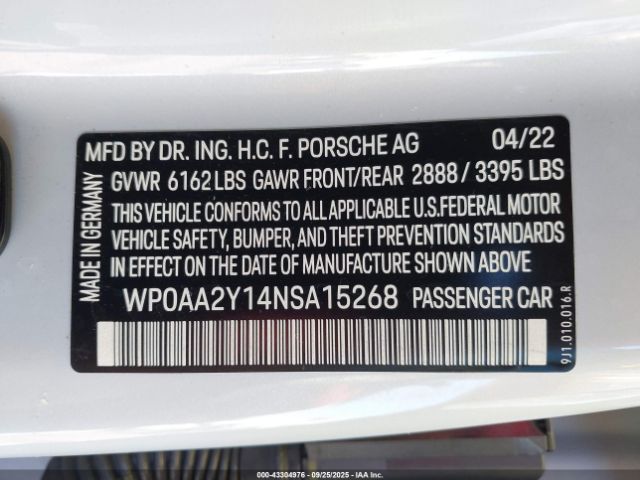 MFD BY DR. ING. H.C. F. PORSCHE AG 04/22
GVWR 6162 LBS GAWR FRONT/REAR 2888 / 3395 LBS
THIS VEHICLE CONFORMS TO ALL APPLICABLE U.S.FEDERAL MOTOR
VEHICLE SAFETY, BUMPER, AND THEFT PREVENTION STANDARDS
IN EFFECT ON THE DATE OF MANUFACTURE SHOWN ABOVE.
WP0AA2Y14NSA15268 PASSENGER CAR
MADE IN GERMANY
9J1.010.016.R
000-43304976 - 09/25/2025 - IAAI.COM